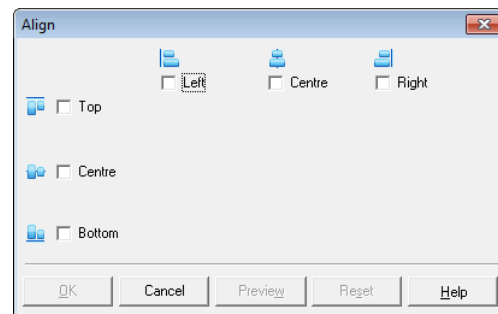 Align
Left Centre Right
Top
Centre
Bottom
OK Cancel Preview Reset Help